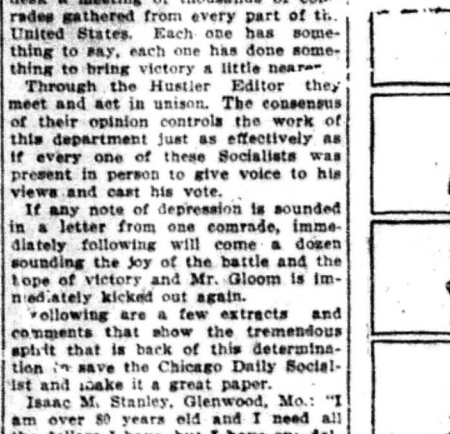 a meeting of thousands of com-
rades gathered from every part of th.
United States. Each one has some-
thing to say, each one has done some-
thing to bring victory a little nearer
Through the Hustler Editor they
meet and act in unison. The consensus
of their opinion controls the work of
this department just as effectively as
if every one of these Socialists was
present in person to give voice to his
views and cast his vote.
If any note of depression is sounded
in a letter from one comrade, imme-
diately following will come a dozen
sounding the joy of the battle and the
hope of victory and Mr. Gloom is im-
mediately kicked out again.
Following are a few extracts and
comments that show the tremendous
spirit that is back of this determina-
tion to save the Chicago Daily Social-
ist and make it a great paper.
Isaac M. Stanley, Glenwood, Mo.: "I
am over 80 years old and I need all